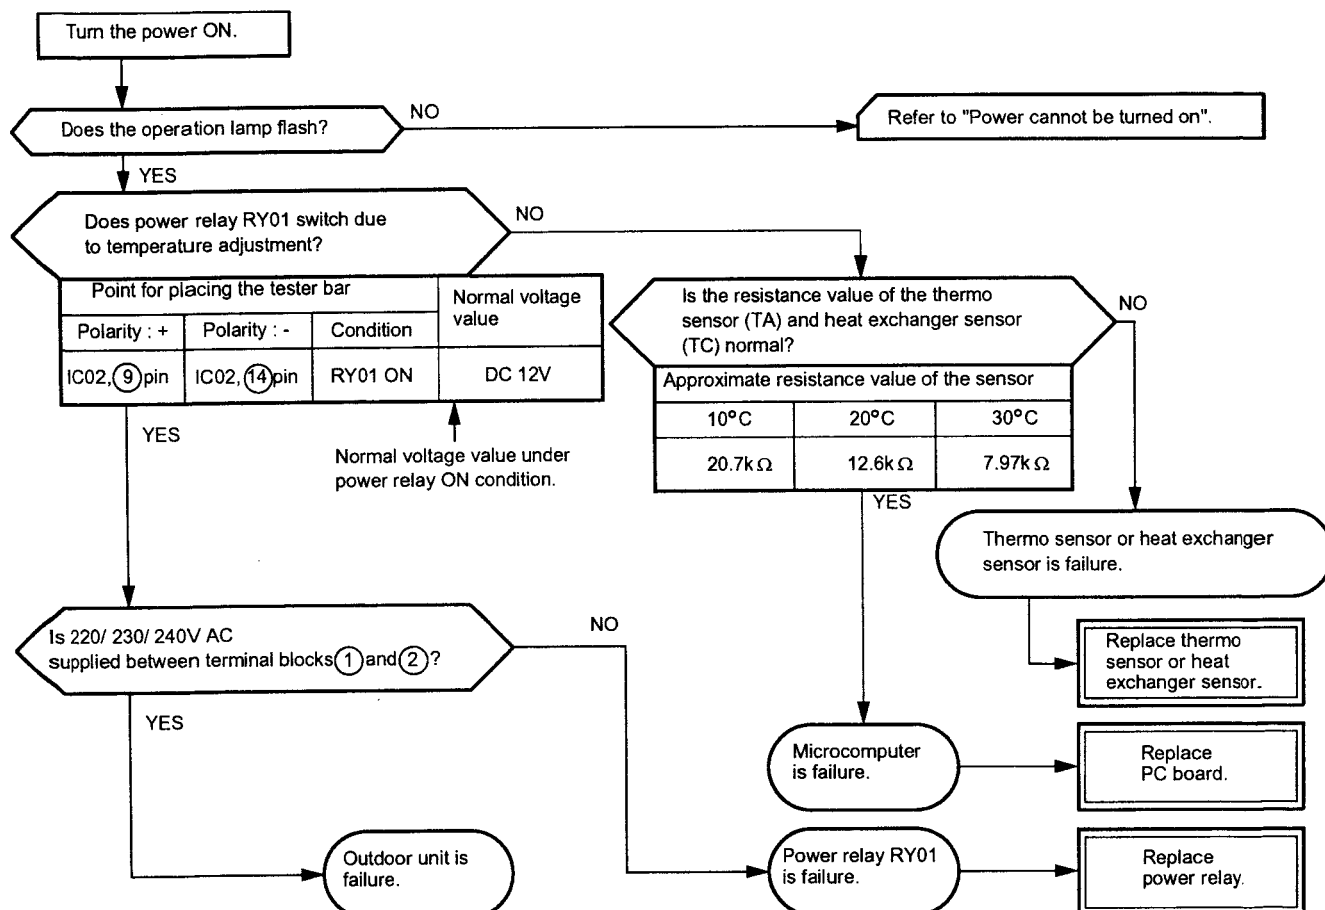 Turn the power ON.
Does the operation lamp flash?
NO
Refer to "Power cannot be turned on".
YES
Does power relay RY01 switch due
to temperature adjustment?
NO
Point for placing the tester bar
Normal voltage
value
Polarity : +
Polarity : -
Condition
IC02, 9 pin
IC02, 14 pin
RY01 ON
DC 12V
YES
Normal voltage value under
power relay ON condition.
Is the resistance value of the thermo
sensor (TA) and heat exchanger sensor
(TC) normal?
NO
Approximate resistance value of the sensor
10°C
20°C
30°C
20.7k Ω
12.6k Ω
7.97k Ω
YES
Thermo sensor or heat exchanger
sensor is failure.
Replace thermo
sensor or heat
exchanger sensor.
Is 220/ 230/ 240V AC
supplied between terminal blocks 1 and 2 ?
NO
YES
Microcomputer
is failure.
Replace
PC board.
Outdoor unit is
failure.
Power relay RY01
is failure.
Replace
power relay.